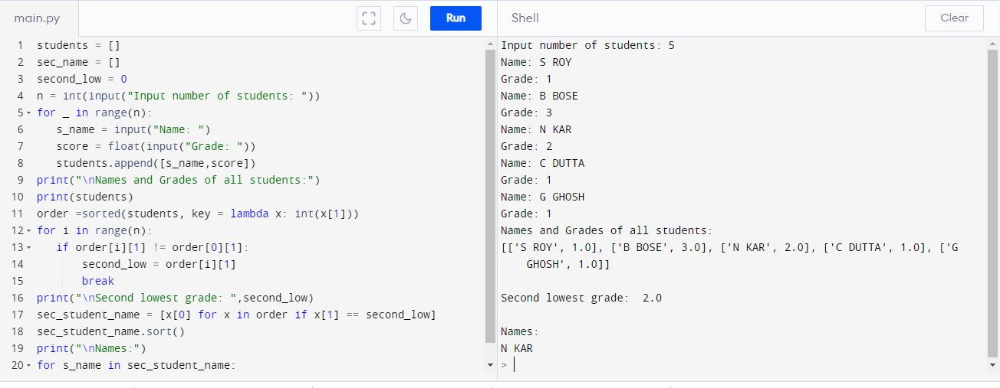 main.py
Run
1 students = []
2 sec_name = []
3 second_low = 0
4 n = int(input("Input number of students: "))
5 for _ in range(n):
6 s_name = input("Name: ")
7 score = float(input("Grade: "))
8 students.append([s_name,score])
9 print("\nNames and Grades of all students:")
10 print(students)
11 order =sorted(students, key = lambda x: int(x[1]))
12 for i in range(n):
13 if order[i][1] != order[0][1]:
14 second_low = order[i][1]
15 break
16 print("\nSecond lowest grade: ",second_low)
17 sec_student_name = [x[0] for x in order if x[1] == second_low]
18 sec_student_name.sort()
19 print("\nNames:")
20 for s_name in sec_student_name:
Shell
Clear
Input number of students: 5
Name: S ROY
Grade: 1
Name: B BOSE
Grade: 3
Name: N KAR
Grade: 2
Name: C DUTTA
Grade: 1
Name: G GHOSH
Grade: 1
Names and Grades of all students:
[['S ROY', 1.0], ['B BOSE', 3.0], ['N KAR', 2.0], ['C DUTTA', 1.0], ['G
GHOSH', 1.0]]
Second lowest grade:  2.0
Names:
N KAR
>